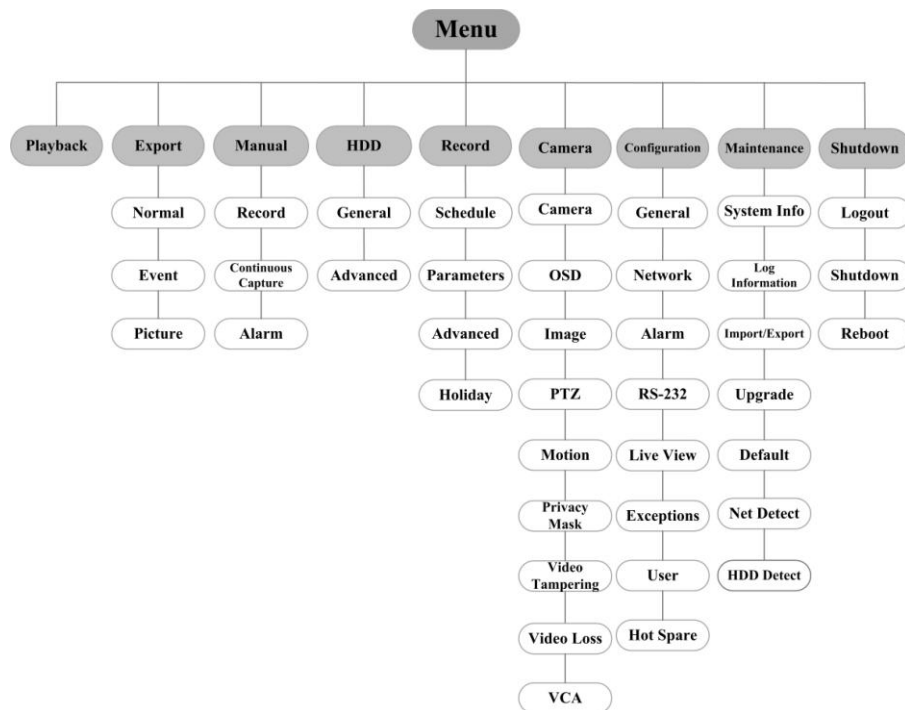 Menu
Playback
Export
Manual
HDD
Record
Camera
Configuration
Maintenance
Shutdown
Normal
Record
General
Schedule
Camera
General
System Info
Logout
Event
Continuous
Capture
Advanced
Parameters
OSD
Network
Log
Information
Shutdown
Picture
Alarm
Advanced
Image
Alarm
Import/Export
Reboot
Holiday
PTZ
RS-232
Upgrade
Motion
Live View
Default
Privacy
Mask
Exceptions
Net Detect
Video
Tampering
User
HDD Detect
Video Loss
Hot Spare
VCA